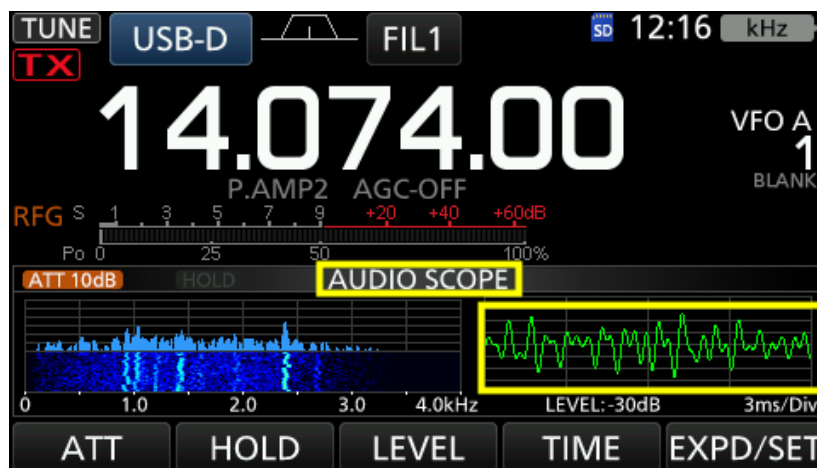 TUNE USB-D FIL1 SD 12:16 kHz
TX
14.074.00 VFO A
1
P.AMP2 AGC-OFF BLANK
RFG S 1 3 5 7 9 +20 +40 +60dB
Po 0 25 50 100%
ATT 10dB HOLD AUDIO SCOPE
0 1.0 2.0 3.0 4.0kHz LEVEL:-30dB 3ms/Div
ATT HOLD LEVEL TIME EXPD/SET